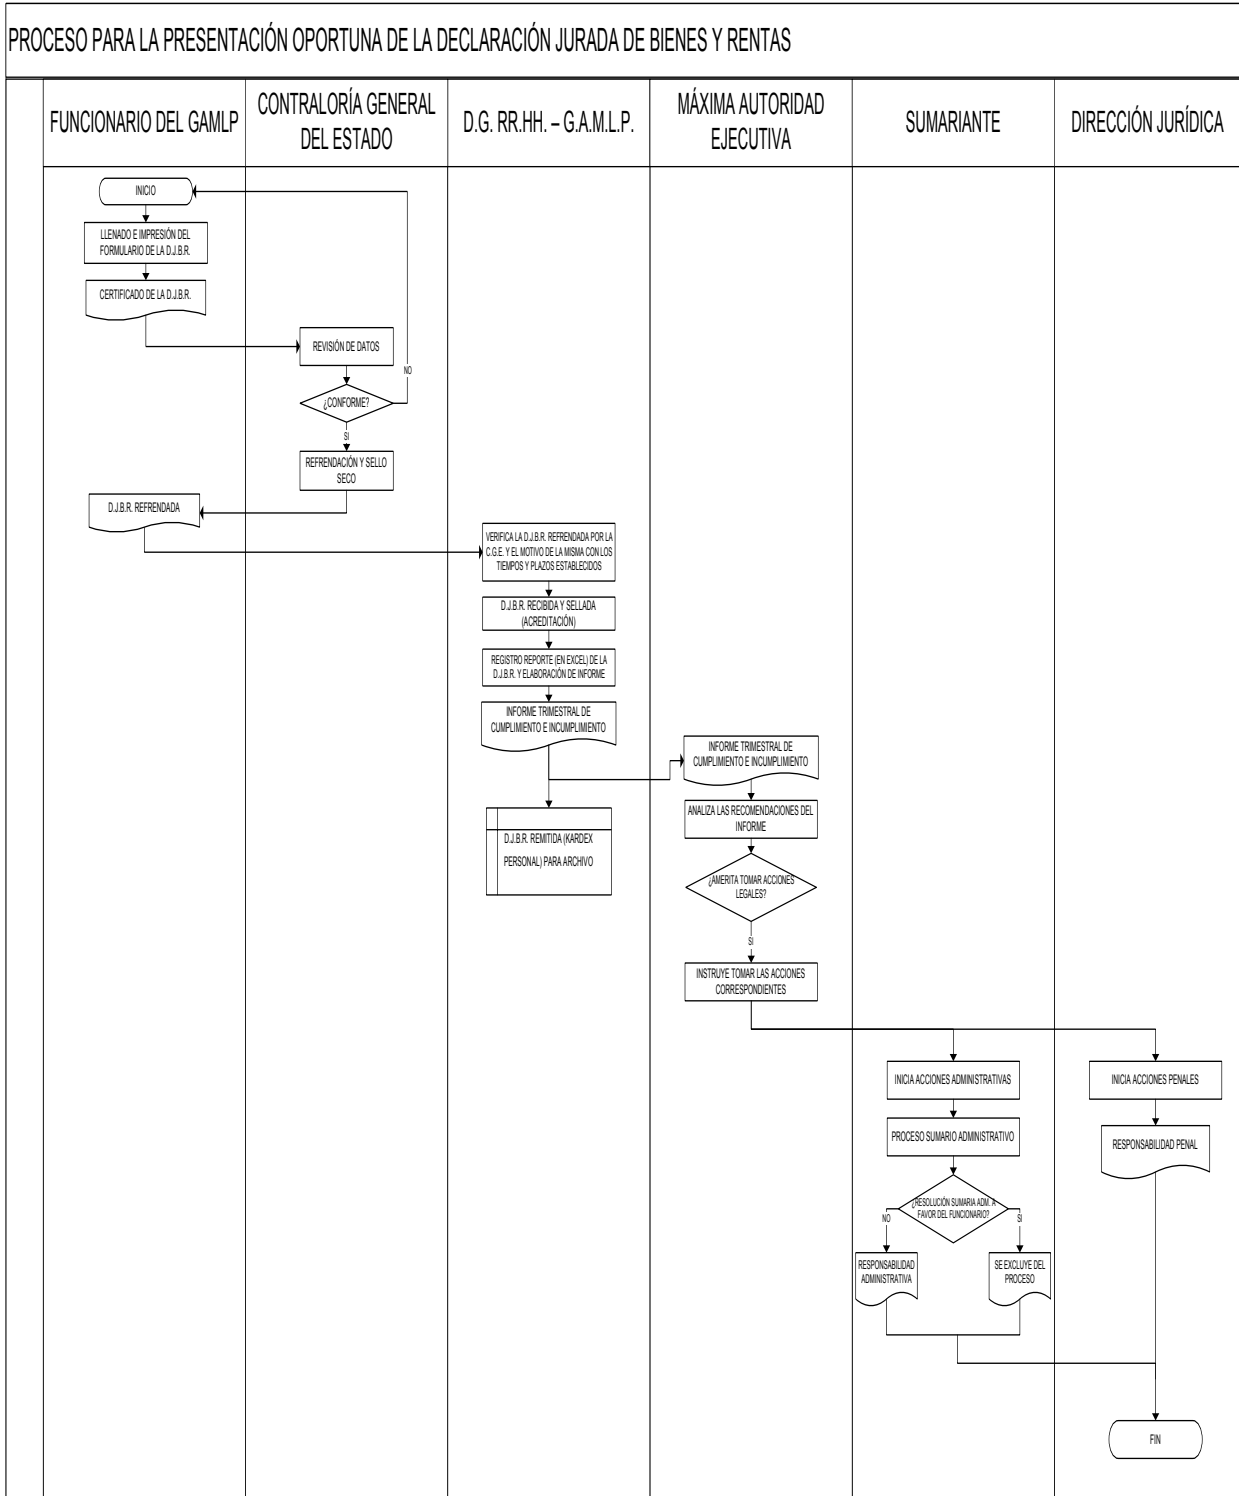 PROCESO PARA LA PRESENTACIÓN OPORTUNA DE LA DECLARACIÓN JURADA DE BIENES Y RENTAS
FUNCIONARIO DEL GAMLP
CONTRALORÍA GENERAL
DEL ESTADO
D.G. RR.HH. – G.A.M.L.P.
MÁXIMA AUTORIDAD
EJECUTIVA
SUMARIANTE
DIRECCIÓN JURÍDICA
INICIO
LLENADO E IMPRESIÓN DEL
FORMULARIO DE LA D.J.B.R.
CERTIFICADO DE LA D.J.B.R.
REVISIÓN DE DATOS
NO
¿CONFORME?
SI
REFRENDACIÓN Y SELLO
SECO
D.J.B.R. REFRENDADA
VERIFICA LA D.J.B.R. REFRENDADA POR LA
C.G.E. Y EL MOTIVO DE LA MISMA CON LOS
TIEMPOS Y PLAZOS ESTABLECIDOS
D.J.B.R. RECIBIDA Y SELLADA
(ACREDITACIÓN)
REGISTRO REPORTE (EN EXCEL) DE LA
D.J.B.R. Y ELABORACIÓN DE INFORME
INFORME TRIMESTRAL DE
CUMPLIMIENTO E INCUMPLIMIENTO
D.J.B.R. REMITIDA (KARDEX
PERSONAL) PARA ARCHIVO
INFORME TRIMESTRAL DE
CUMPLIMIENTO E INCUMPLIMIENTO
ANALIZA LAS RECOMENDACIONES DEL
INFORME
¿AMERITA TOMAR ACCIONES
LEGALES?
SI
INSTRUYE TOMAR LAS ACCIONES
CORRESPONDIENTES
INICIA ACCIONES ADMINISTRATIVAS
PROCESO SUMARIO ADMINISTRATIVO
¿RESOLUCIÓN SUMARIA ADM. A
FAVOR DEL FUNCIONARIO?
NO
SI
RESPONSABILIDAD
ADMINISTRATIVA
SE EXCLUYE DEL
PROCESO
INICIA ACCIONES PENALES
RESPONSABILIDAD PENAL
FIN